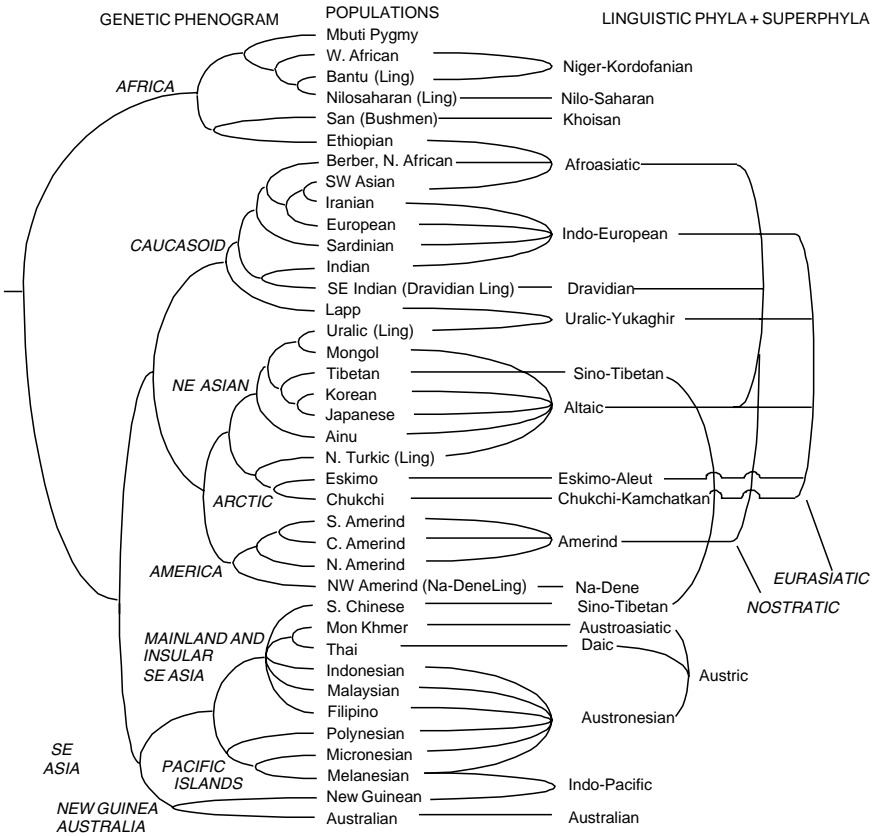 GENETIC PHENOGRAM
POPULATIONS
LINGUISTIC PHYLA + SUPERPHYLA
Mbuti Pygmy
W. African
Niger-Kordofanian
Bantu (Ling)
AFRICA
Nilosaharan (Ling)
Nilo-Saharan
San (Bushmen)
Khoisan
Ethiopian
Berber, N. African
Afroasiatic
SW Asian
Iranian
European
Indo-European
CAUCASOID
Sardinian
Indian
SE Indian (Dravidian Ling)
Dravidian
Lapp
Uralic-Yukaghir
Uralic (Ling)
Mongol
Tibetan
Sino-Tibetan
NE ASIAN
Korean
Altaic
Japanese
Ainu
N. Turkic (Ling)
Eskimo
Eskimo-Aleut
ARCTIC
Chukchi
Chukchi-Kamchatkan
S. Amerind
C. Amerind
Amerind
N. Amerind
AMERICA
NW Amerind (Na-DeneLing)
Na-Dene
EURASIATIC
S. Chinese
Sino-Tibetan
NOSTRATIC
Mon Khmer
Austroasiatic
MAINLAND AND
INSULAR
SE ASIA
Thai
Daic
Indonesian
Austric
Malaysian
Filipino
Austronesian
Polynesian
SE
ASIA
Micronesian
PACIFIC
ISLANDS
Melanesian
Indo-Pacific
New Guinean
NEW GUINEA
AUSTRALIA
Australian
Australian